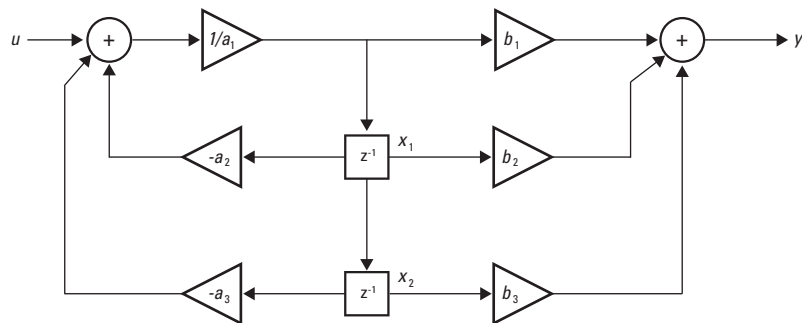 u + 1/a₁ b₁ + y
-a₂ z⁻¹ x₁ b₂
-a₃ z⁻¹ x₂ b₃